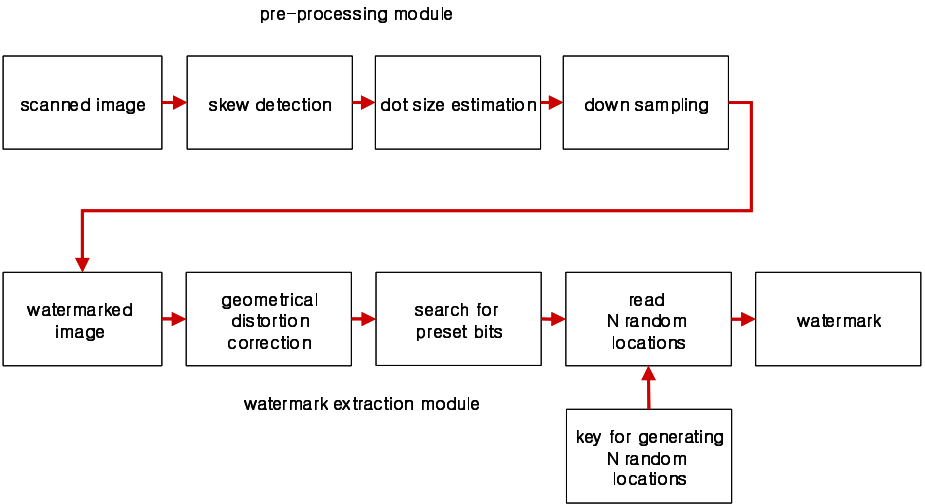 pre-processing module
scanned image
skew detection
dot size estimation
down sampling
watermarked
image
geometrical
distortion
correction
search for
preset bits
read
N random
locations
watermark
watermark extraction module
key for generating
N random
locations